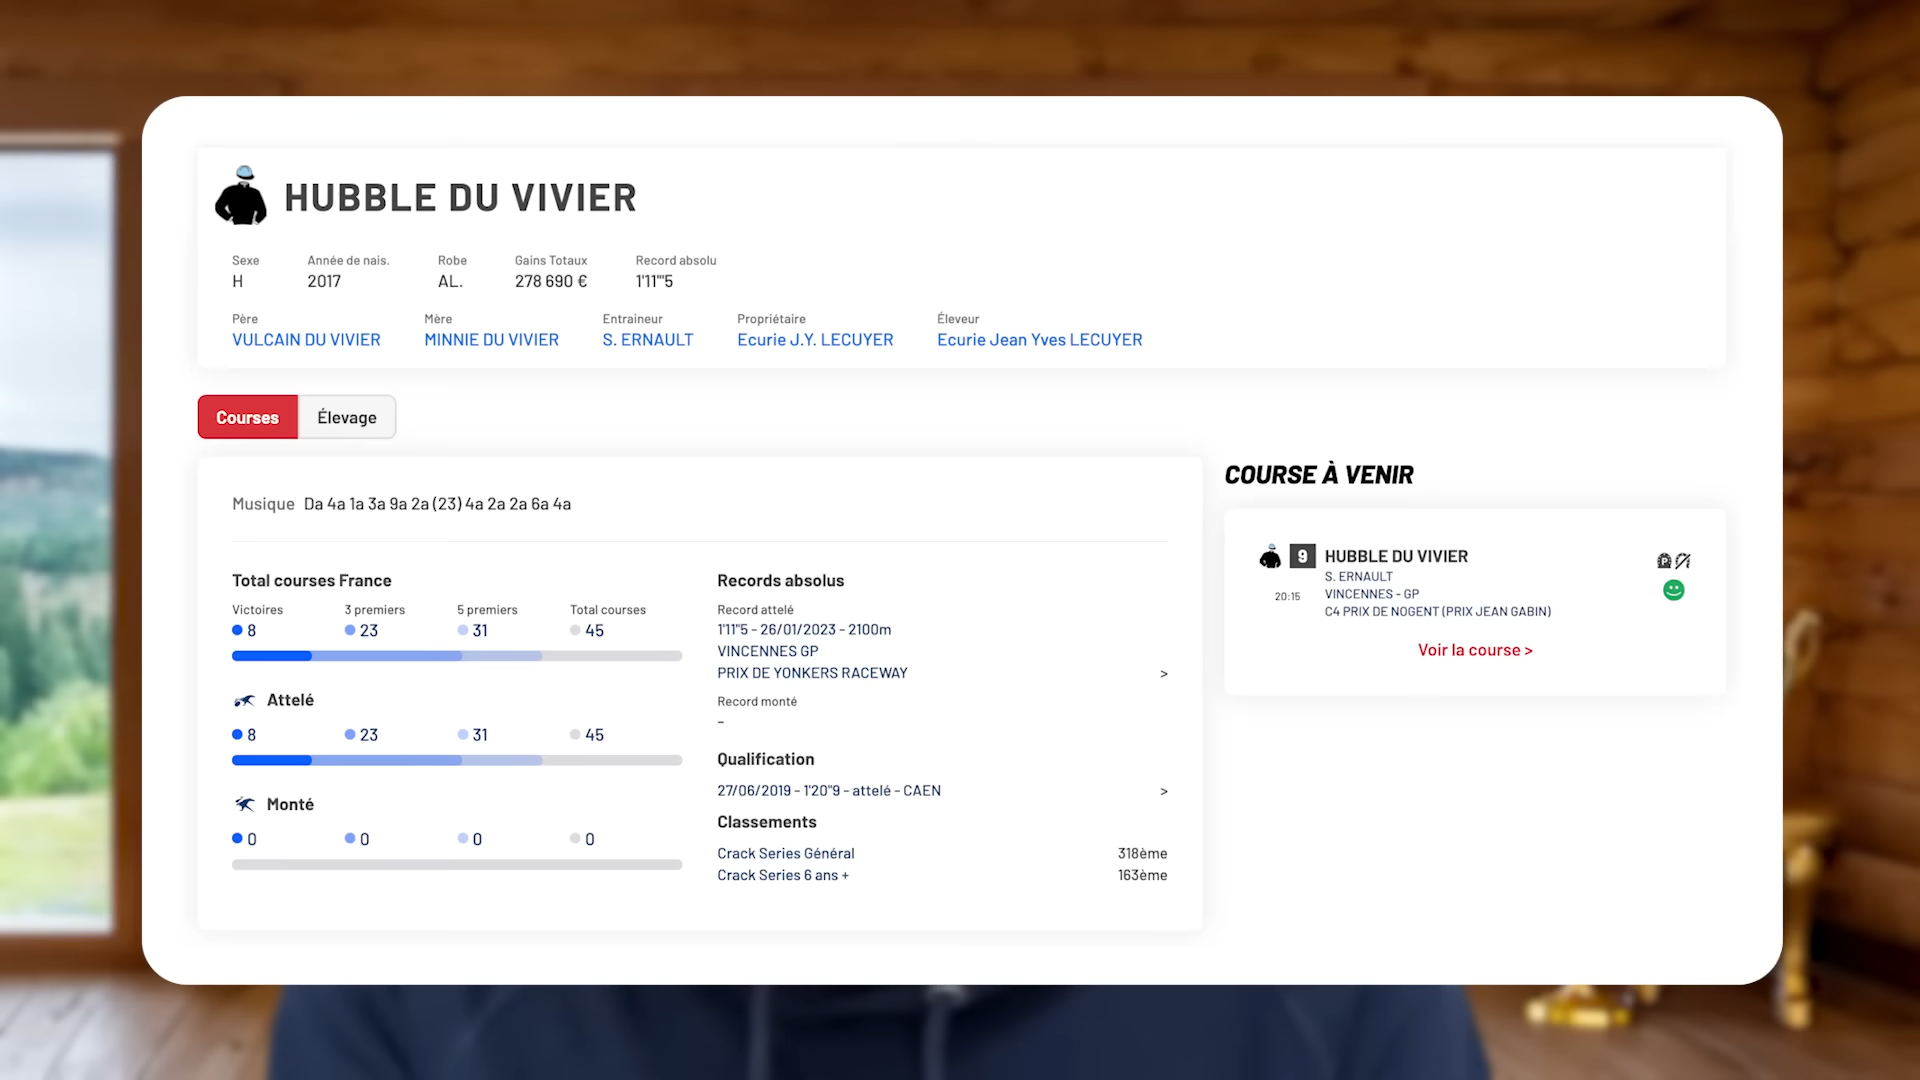 HUBBLE DU VIVIER
Sexe Année de nais. Robe Gains Totaux Record absolu
H 2017 AL. 278 690 € 1'11"'5
Père Mère Entraineur Propriétaire Éleveur
VULCAIN DU VIVIER MINNIE DU VIVIER S. ERNAULT Ecurie J.Y. LECUYER Ecurie Jean Yves LECUYER
Courses Élevage
Musique Da 4a 1a 3a 9a 2a (23) 4a 2a 2a 6a 4a
Total courses France
Victoires 3 premiers 5 premiers Total courses
8 23 31 45
Attelé
8 23 31 45
Monté
0 0 0 0
Records absolus
Record attelé
1'11"5 - 26/01/2023 - 2100m
VINCENNES GP
PRIX DE YONKERS RACEWAY >
Record monté
–
Qualification
27/06/2019 - 1'20"9 - attelé - CAEN >
Classements
Crack Series Général 318ème
Crack Series 6 ans + 163ème
COURSE À VENIR
9 HUBBLE DU VIVIER
S. ERNAULT
20:15 VINCENNES - GP
C4 PRIX DE NOGENT (PRIX JEAN GABIN)
P
Voir la course >